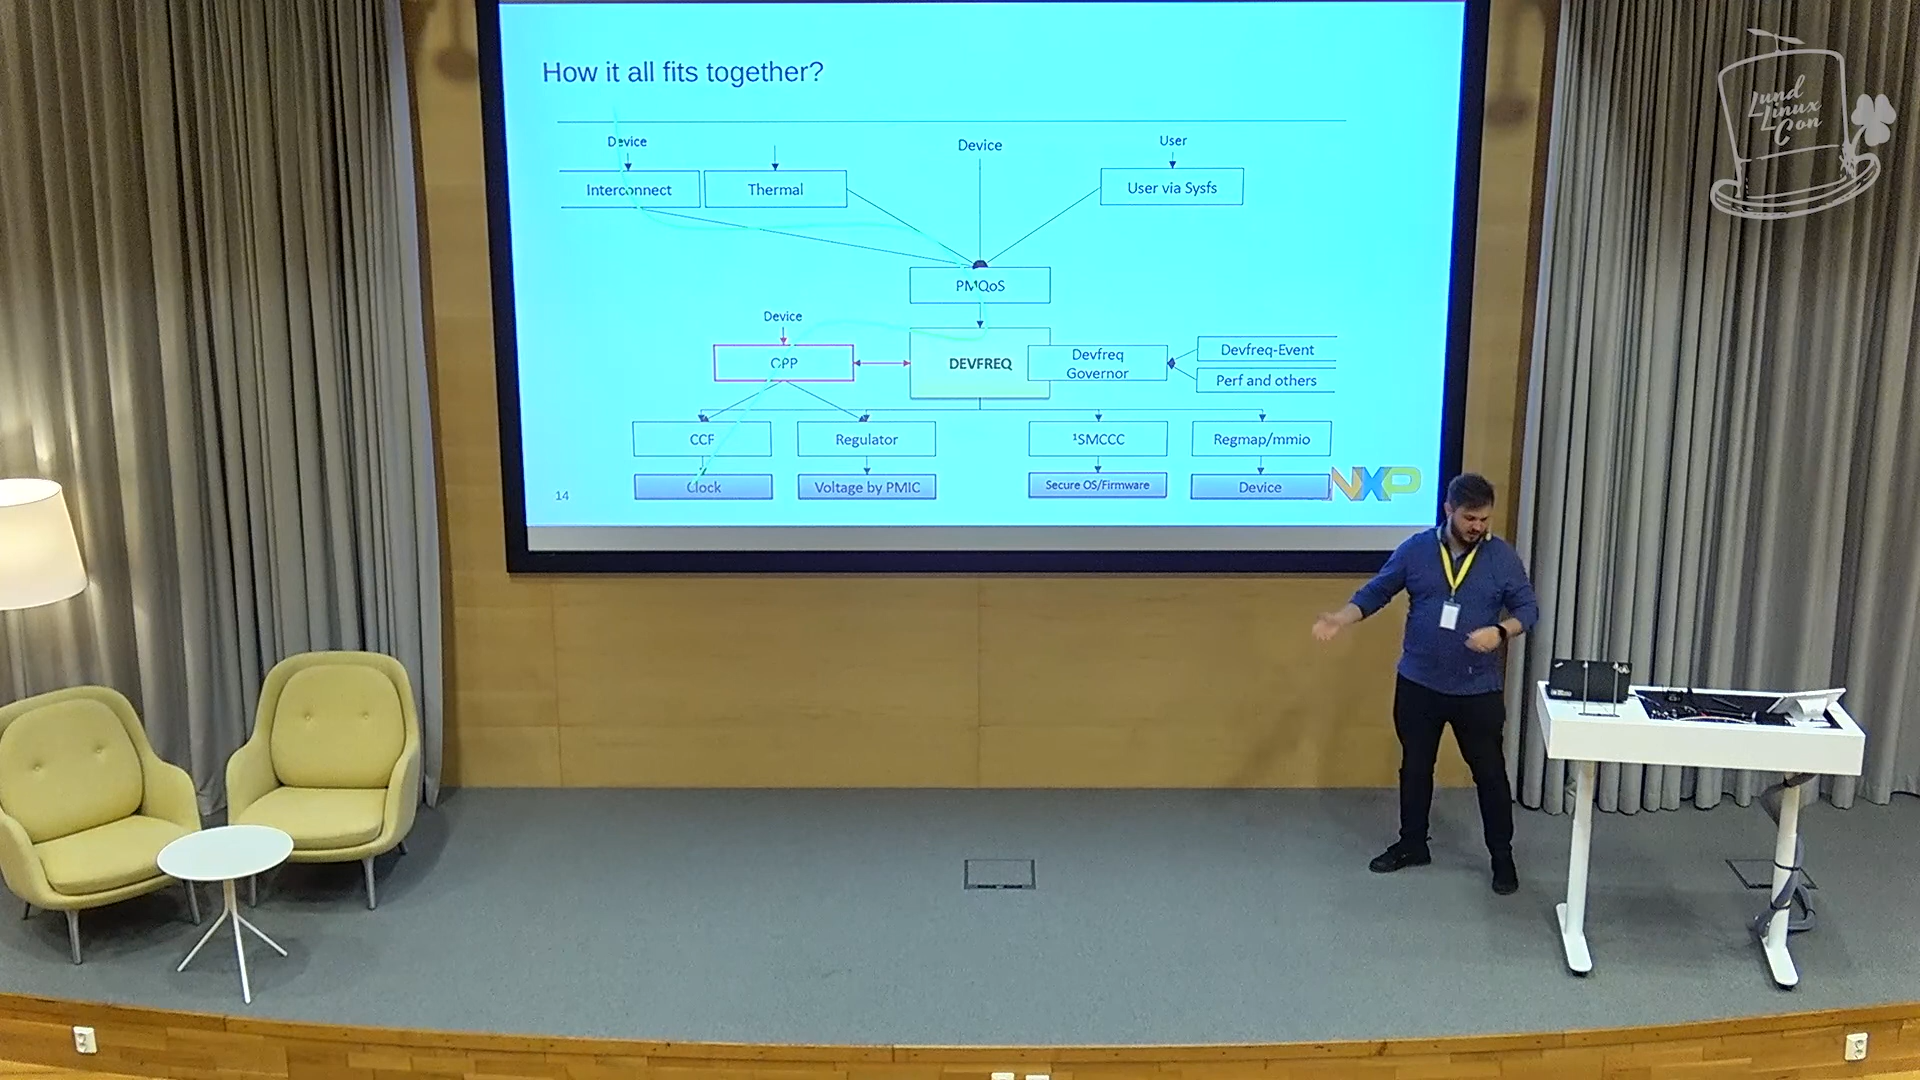 How it all fits together?
Lund
Linux
Con
Device
Device
User
Interconnect
Thermal
User via Sysfs
PMQoS
Device
OPP
DEVFREQ
Devfreq
Governor
Devfreq-Event
Perf and others
CCF
Regulator
¹SMCCC
Regmap/mmio
Clock
Voltage by PMIC
Secure OS/Firmware
Device
14
NXP